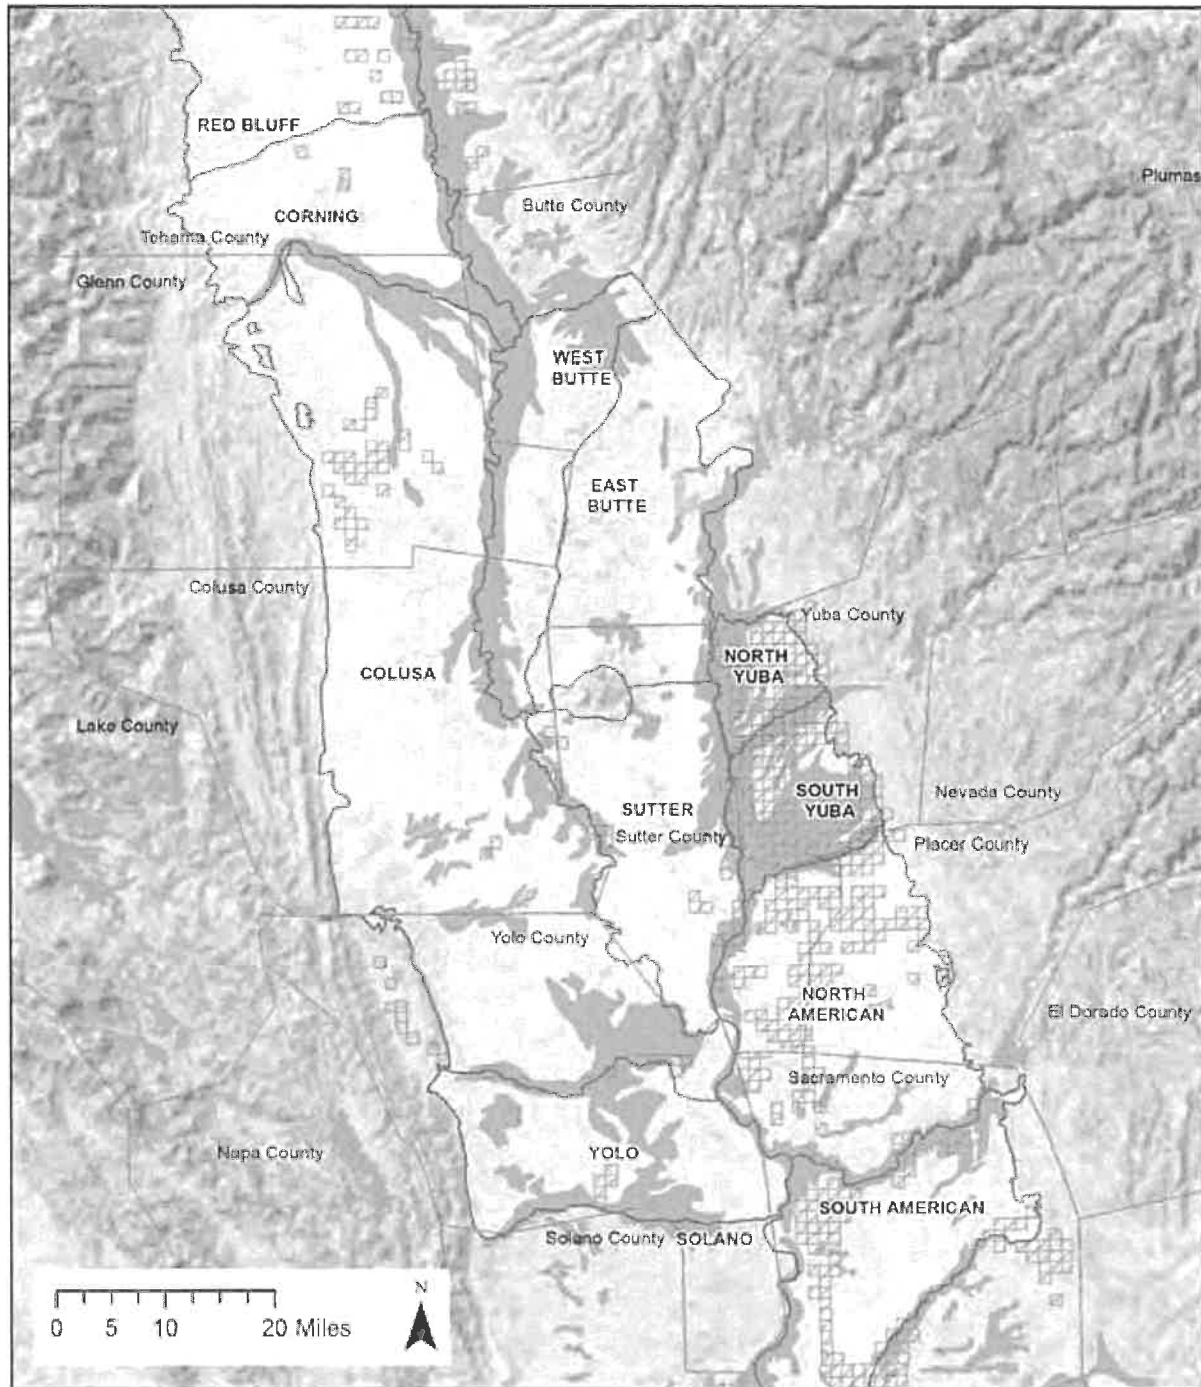 RED BLUFF
Plumas
Butte County
CORNING
Tehama County
Glenn County
WEST
BUTTE
EAST
BUTTE
Colusa County
Yuba County
NORTH
YUBA
COLUSA
Lake County
SOUTH
YUBA
Nevada County
SUTTER
Sutter County
Placer County
Yolo County
NORTH
AMERICAN
El Dorado County
Sacramento County
Napa County
YOLO
SOUTH AMERICAN
Solano County SOLANO
N
0 5 10 20 Miles